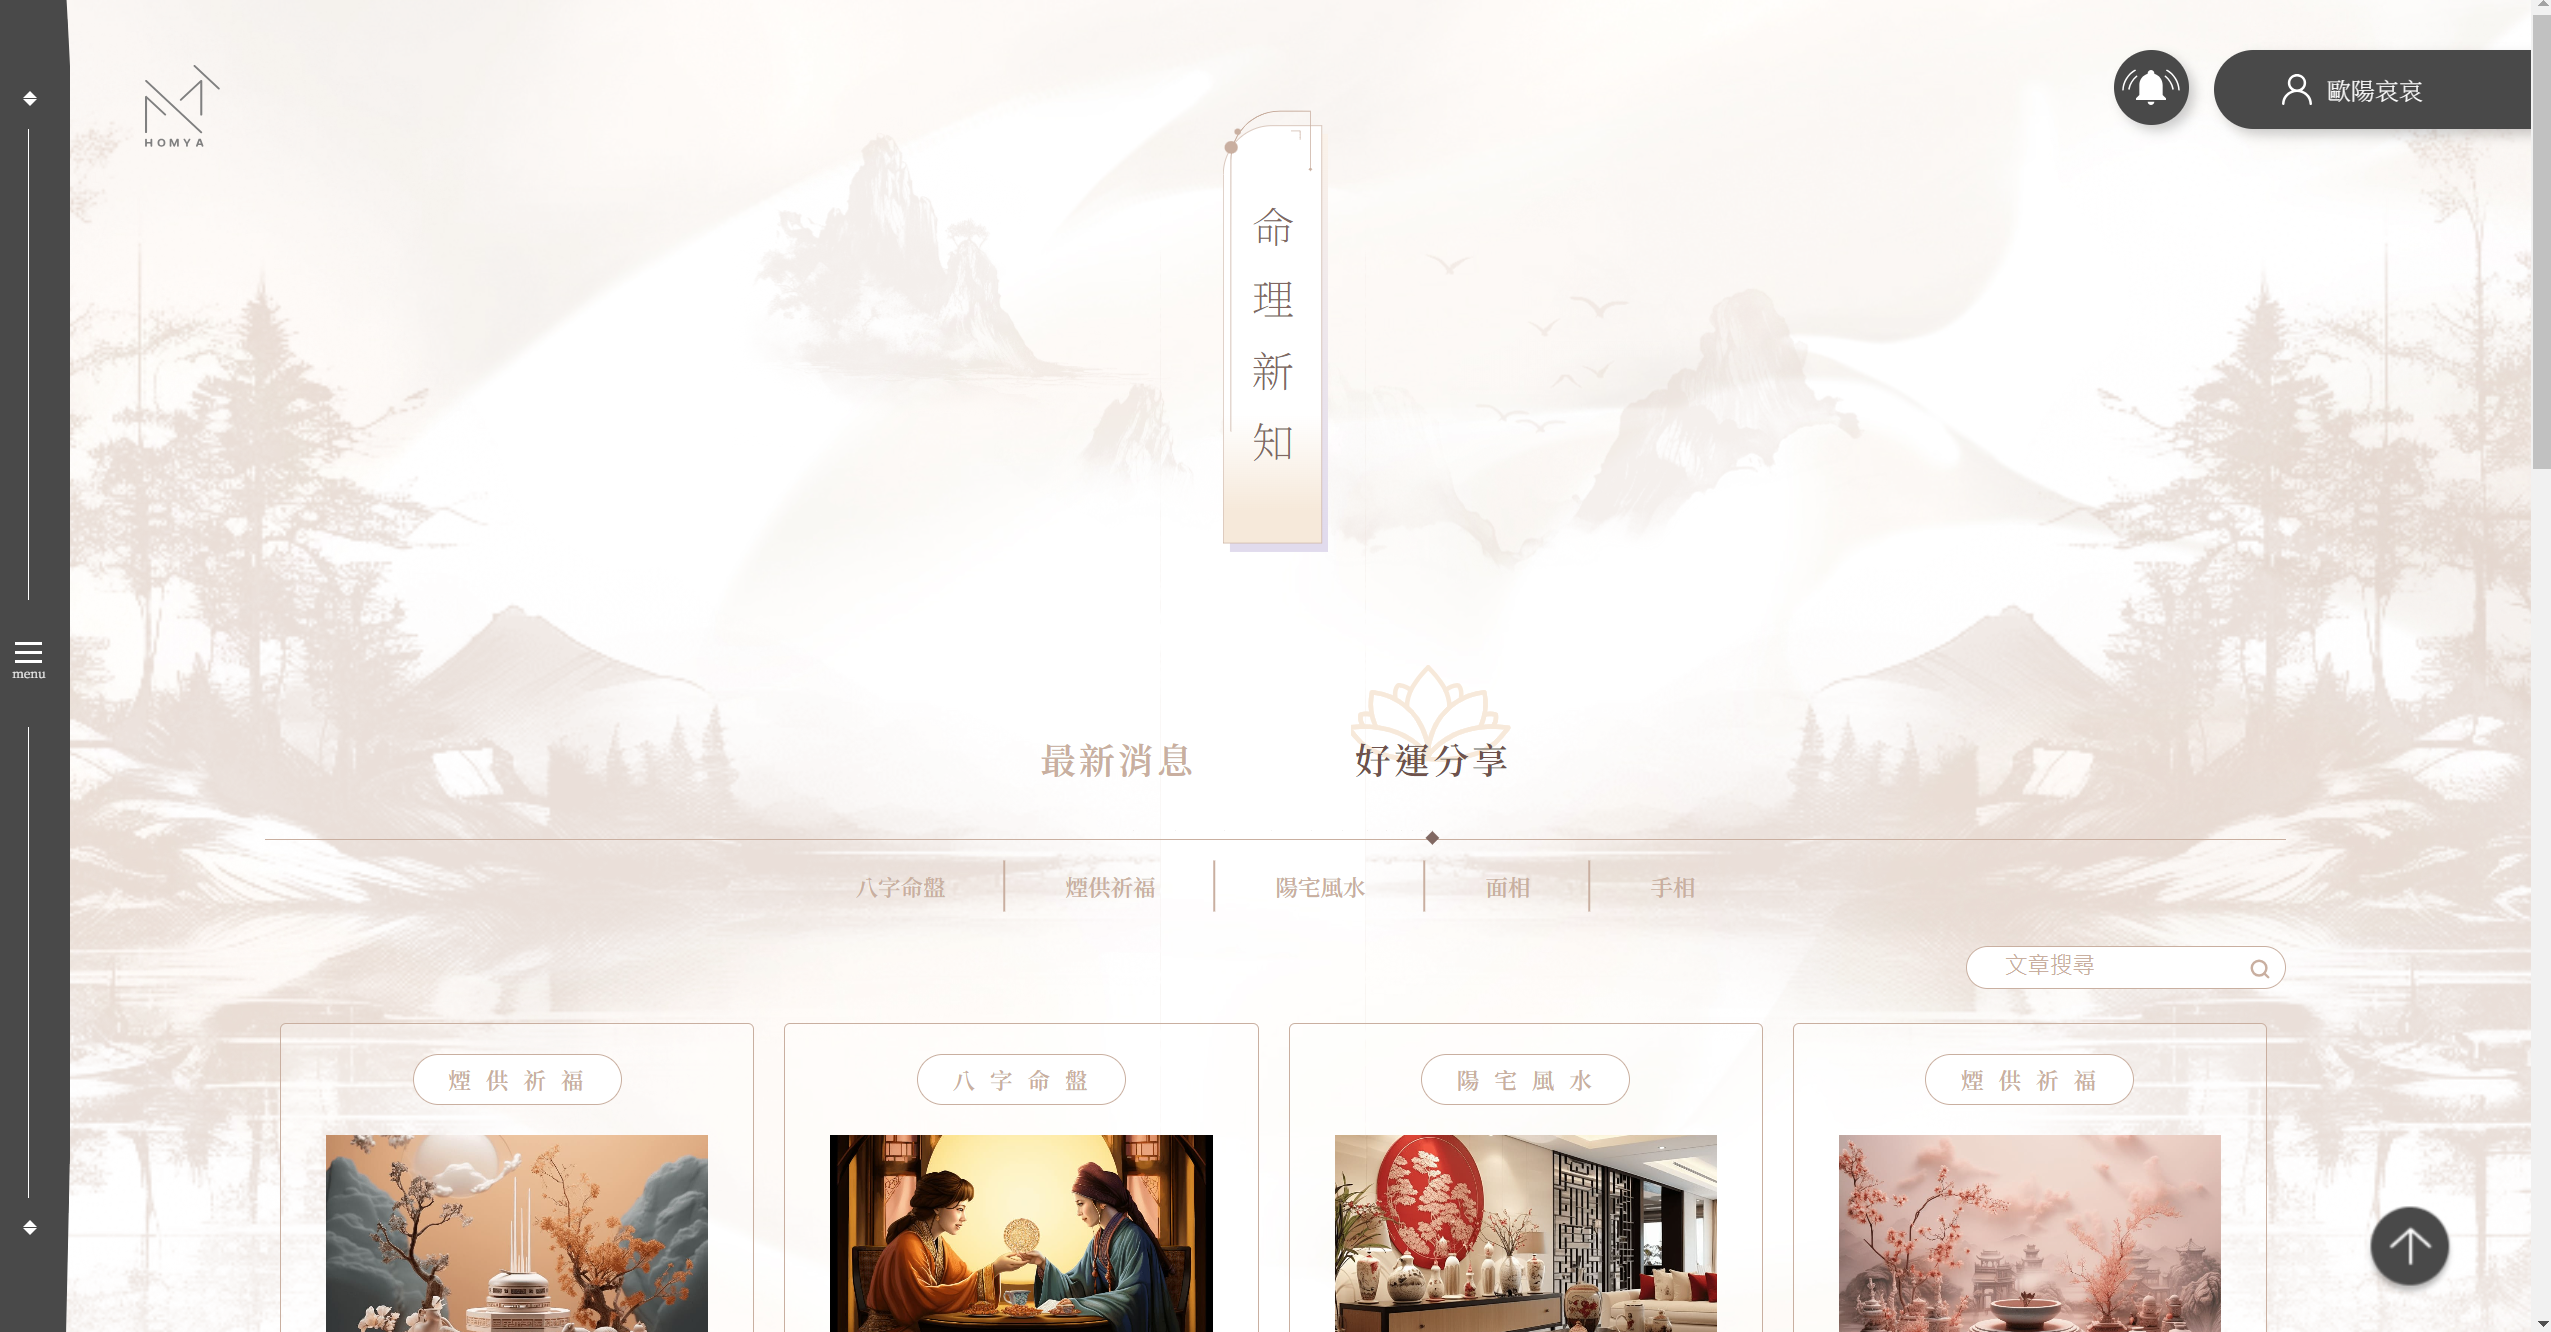 HOMYA
歐陽哀哀
命理新知
menu
最新消息
好運分享
八字命盤
煙供祈福
陽宅風水
面相
手相
文章搜尋
煙供祈福
八字命盤
陽宅風水
煙供祈福